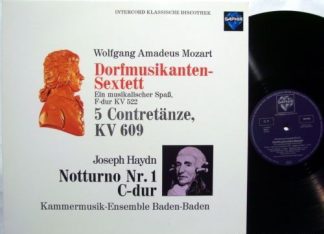 INTERCORD KLASSISCHE DISCOTHEK
SAPHIR
Wolfgang Amadeus Mozart
Dorfmusikanten-
Sextett
Ein musikalischer Spaß,
F-dur KV 522
5 Contretänze,
KV 609
Joseph Haydn
Notturno Nr. 1
C-dur
Kammermusik-Ensemble Baden-Baden